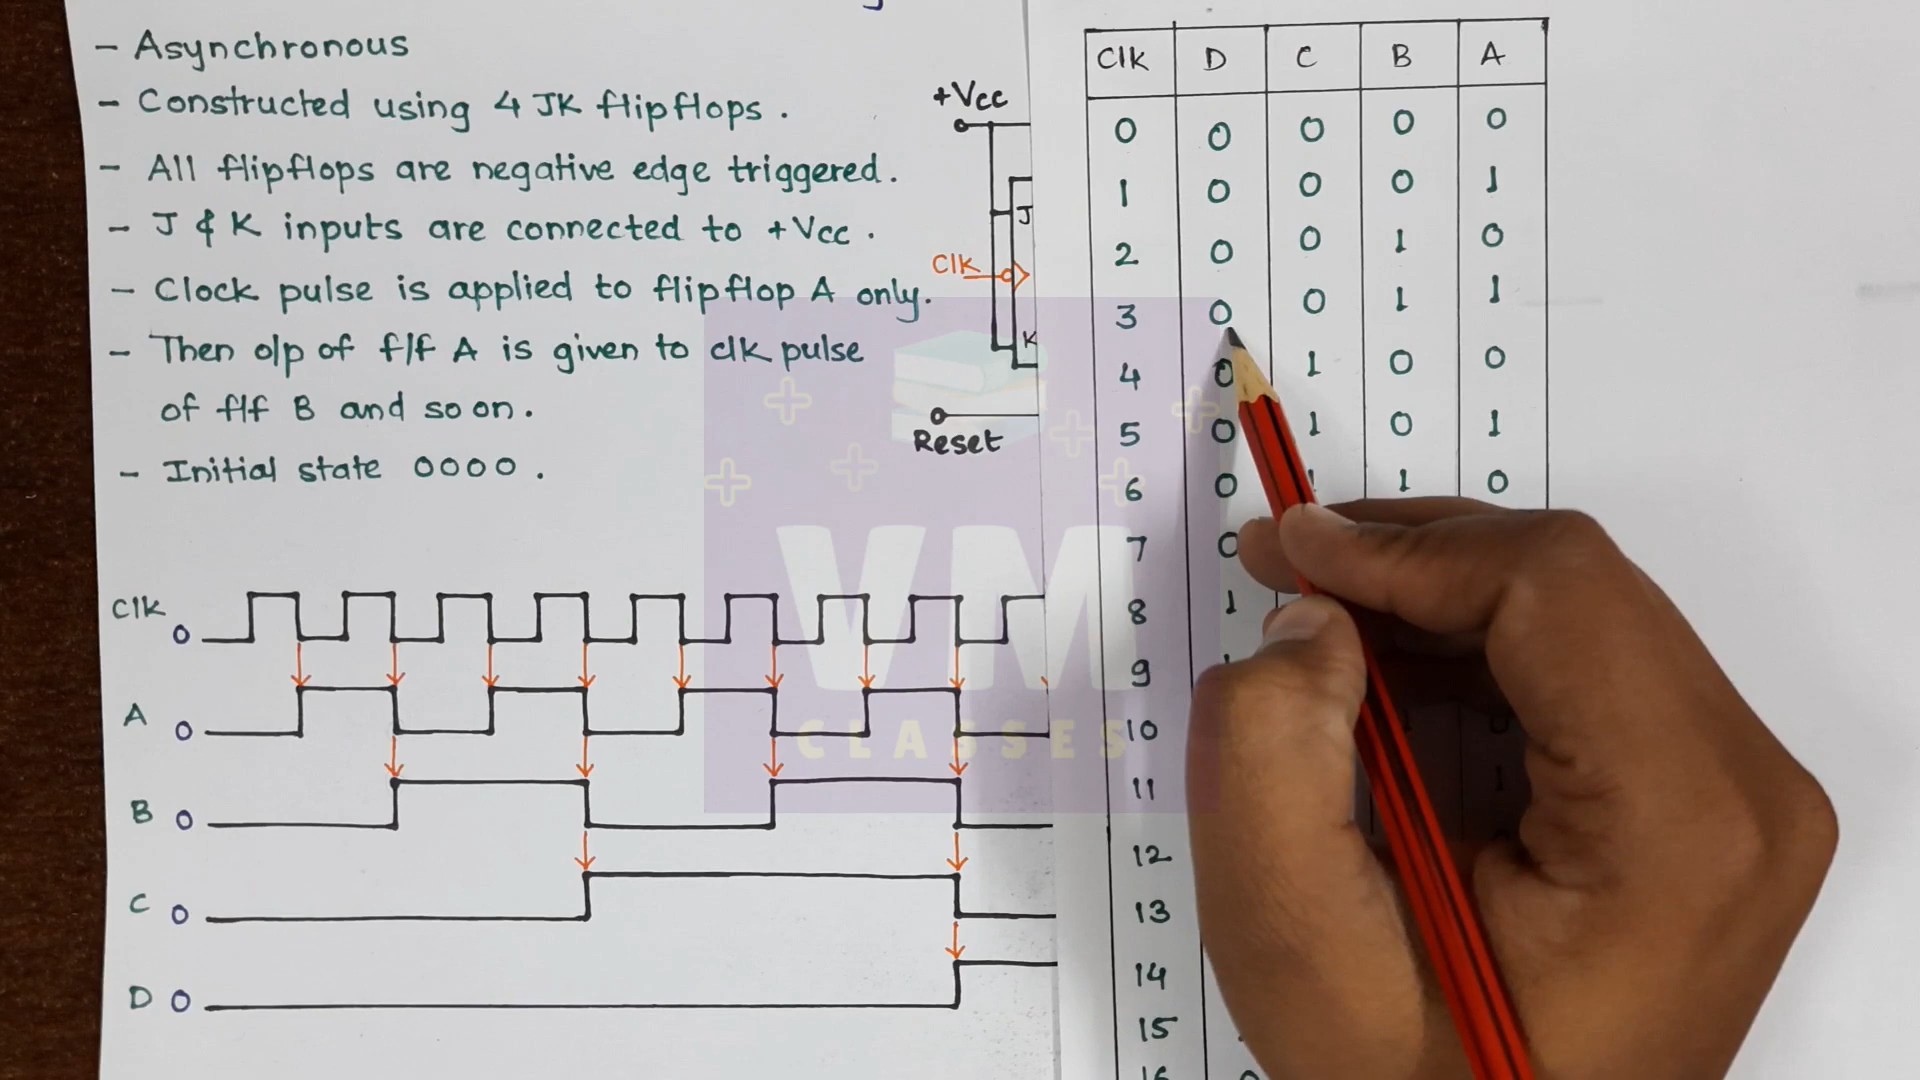 - Asynchronous
- Constructed using 4 JK flipflops.
- All flipflops are negative edge triggered.
- J & K inputs are connected to +Vcc.
- Clock pulse is applied to flipflop A only.
- Then o/p of f/f A is given to clk pulse
of f/f B and so on.
- Initial state 0000.
+Vcc
J
Clk
K
Reset
Clk 0
A 0
B 0
C 0
D 0
VM
CLASSES
Clk D C B A
0 0 0 0 0
1 0 0 0 1
2 0 0 1 0
3 0 0 1 1
4 0 1 0 0
5 0 1 0 1
6 0 1 1 0
7 0
8 1
9
10
11
12
13
14
15
16 0